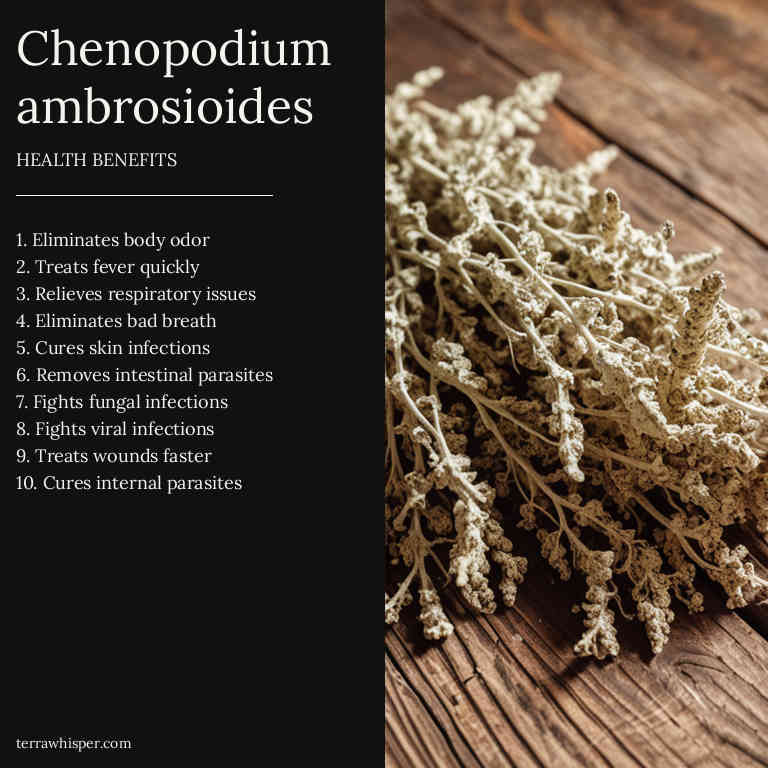 Chenopodium
ambrosioides
HEALTH BENEFITS
1. Eliminates body odor
2. Treats fever quickly
3. Relieves respiratory issues
4. Eliminates bad breath
5. Cures skin infections
6. Removes intestinal parasites
7. Fights fungal infections
8. Fights viral infections
9. Treats wounds faster
10. Cures internal parasites
terrawhisper.com